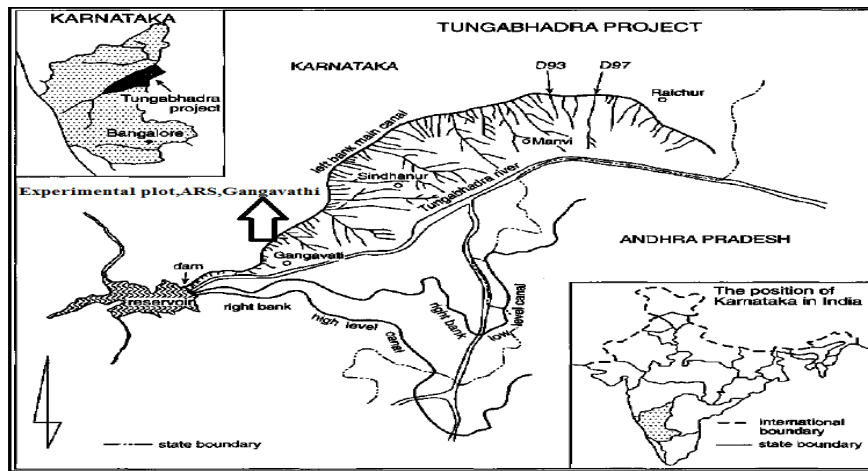 KARNATAKA
Tungabhadra
project
Bangalore
TUNGABHADRA PROJECT
KARNATAKA
D93
D97
Raichur
left bank main canal
Manvi
Sindhanur
Tungabhadra river
Experimental plot,ARS,Gangavathi
Gangavati
ANDHRA PRADESH
dam
reservoir
right bank
high level
canal
right bank
low
level canal
The position of
Karnataka in India
international
boundary
state boundary
state boundary